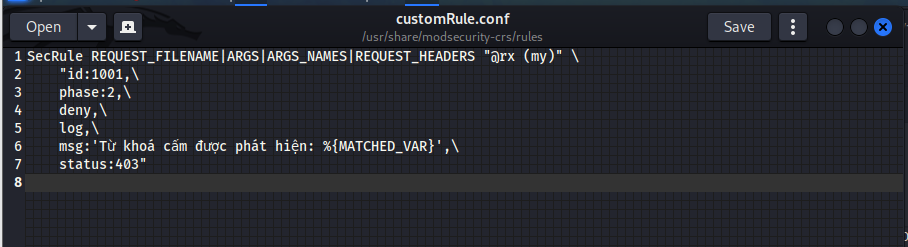 Open
customRule.conf
/usr/share/modsecurity-crs/rules
Save
1 SecRule REQUEST_FILENAME|ARGS|ARGS_NAMES|REQUEST_HEADERS "@rx (my)" \
2     "id:1001,\
3     phase:2,\
4     deny,\
5     log,\
6     msg:'Từ khoá cấm được phát hiện: %{MATCHED_VAR}',\
7     status:403"
8